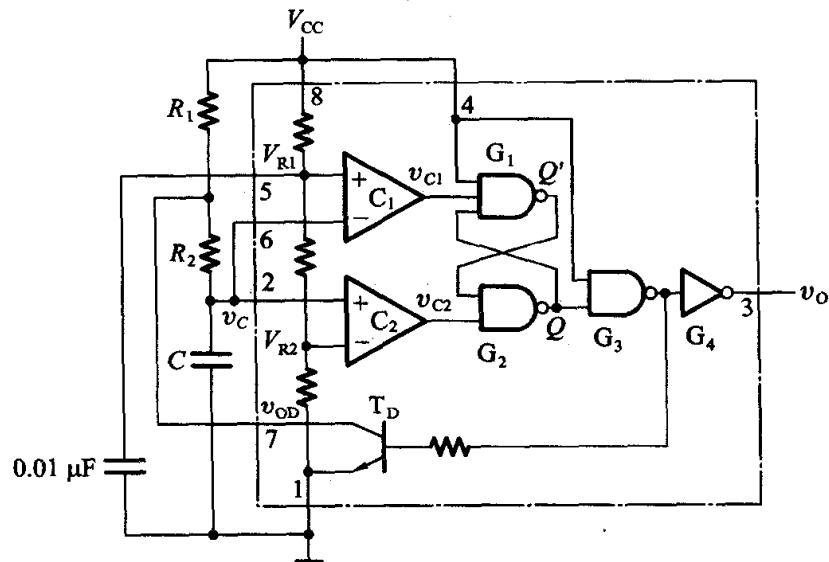 V_CC
8
4
R_1
G_1
V_R1
v_C1
Q'
+
C_1
5
−
6
R_2
2
+
v_C2
v_C
C_2
Q
3
v_O
V_R2
−
G_2
G_3
G_4
C
v_OD
T_D
7
0.01 μF
1